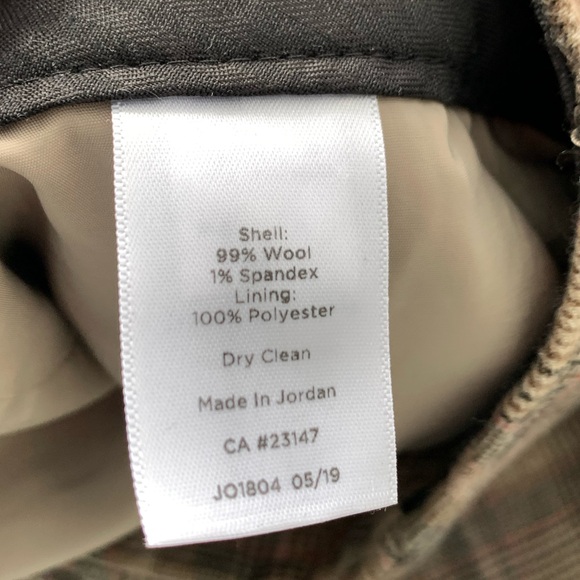 Shell:
99% Wool
1% Spandex
Lining:
100% Polyester
Dry Clean
Made In Jordan
CA #23147
JO1804 05/19